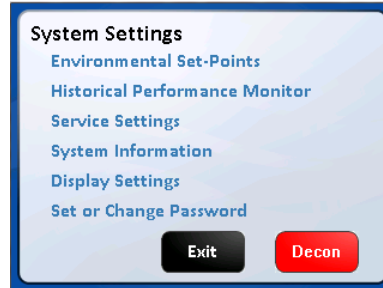 System Settings
Environmental Set-Points
Historical Performance Monitor
Service Settings
System Information
Display Settings
Set or Change Password
Exit
Decon